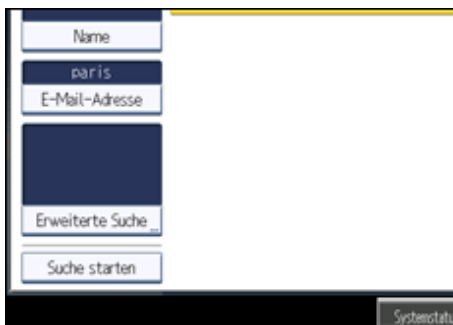 Name
paris
E-Mail-Adresse
Erweiterte Suche
Suche starten